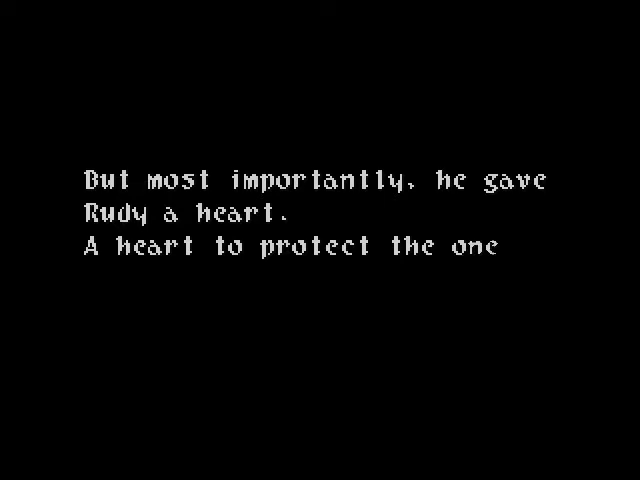 But most importantly, he gave
Rudy a heart.
A heart to protect the one